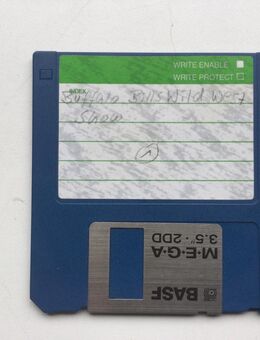 WRITE ENABLE
WRITE PROTECT
INDEX
Buffalo Bills Wild West
Show
M·E·G·A
3.5" · 2DD
BASF